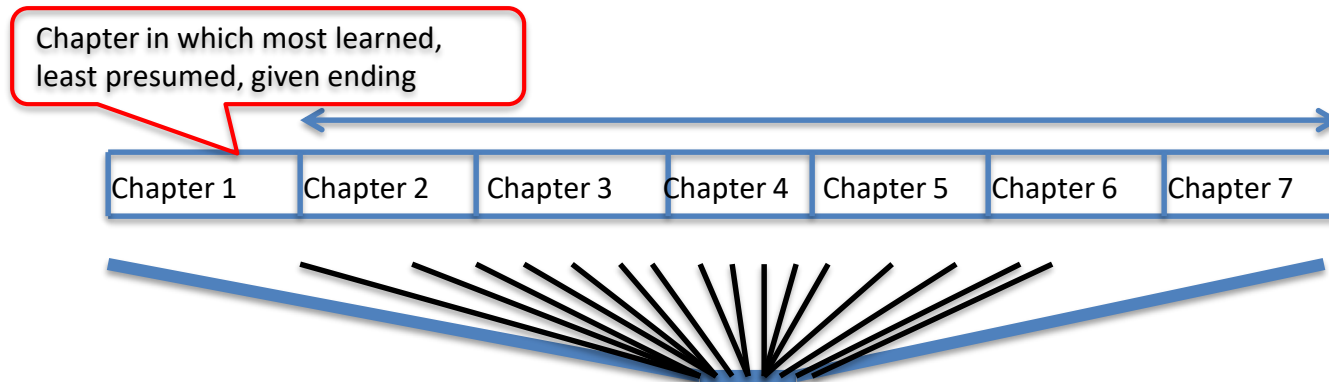 Chapter in which most learned,
least presumed, given ending
Chapter 1 Chapter 2 Chapter 3 Chapter 4 Chapter 5 Chapter 6 Chapter 7